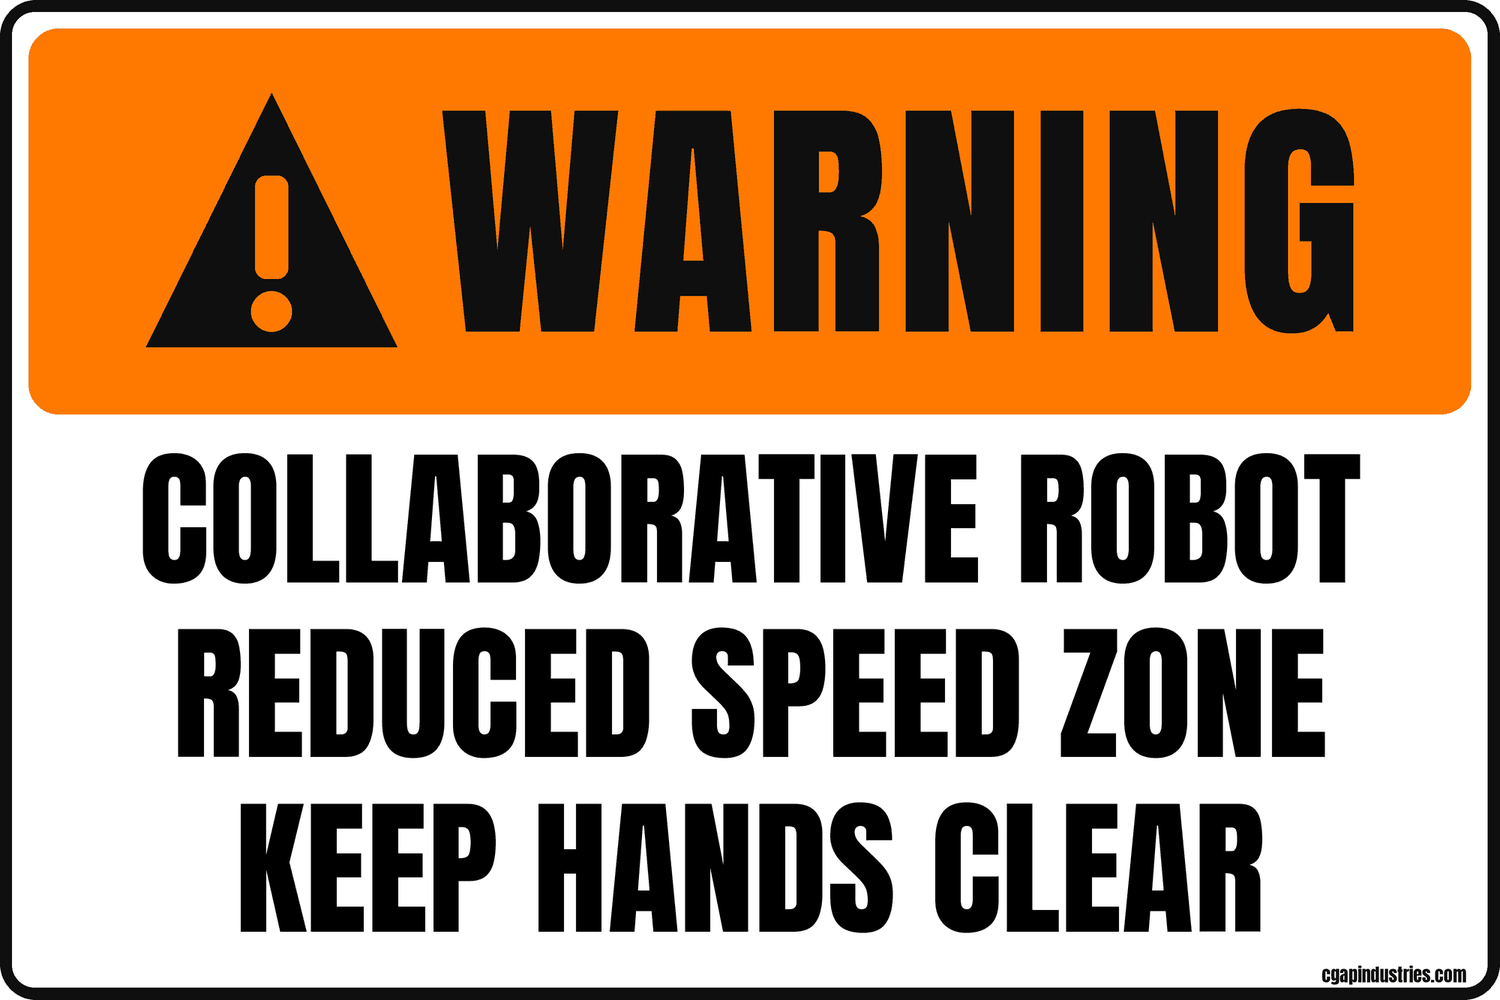 WARNING
COLLABORATIVE ROBOT
REDUCED SPEED ZONE
KEEP HANDS CLEAR
cgapindustries.com